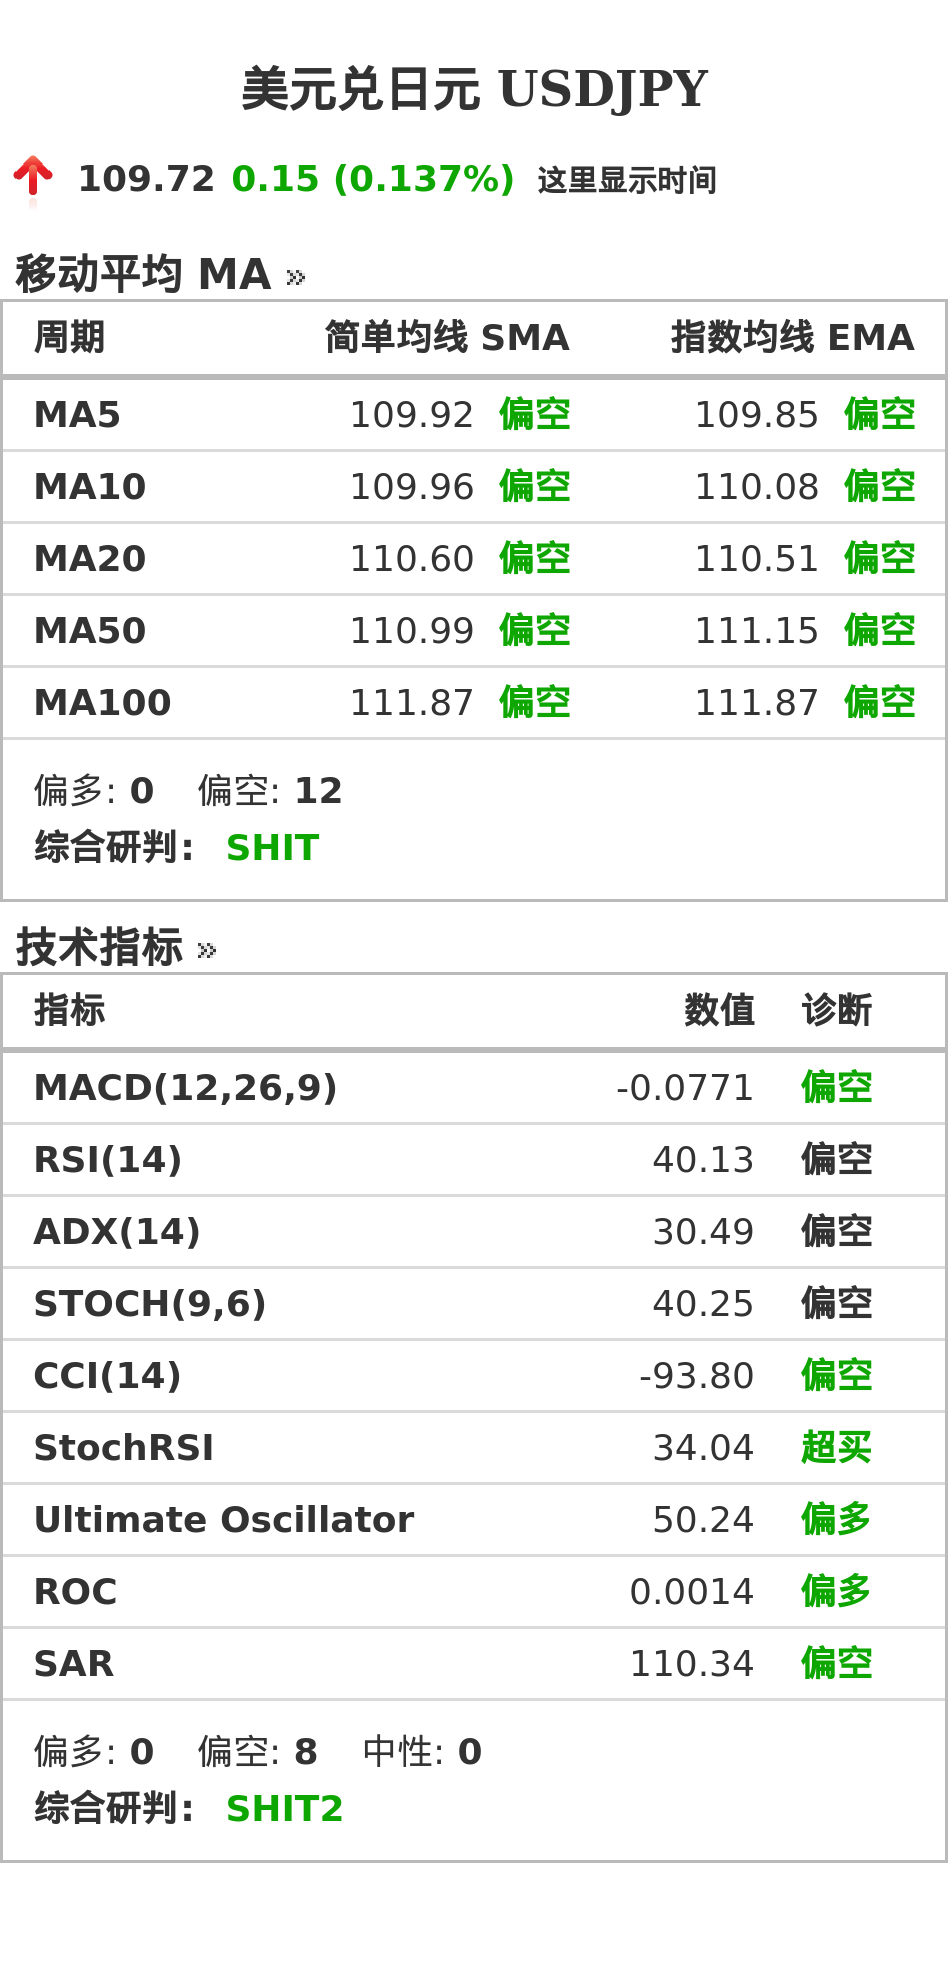 美元兑日元 USDJPY
109.72 0.15 (0.137%) 这里显示时间
移动平均 MA »
周期 简单均线 SMA 指数均线 EMA
MA5 109.92 偏空 109.85 偏空
MA10 109.96 偏空 110.08 偏空
MA20 110.60 偏空 110.51 偏空
MA50 110.99 偏空 111.15 偏空
MA100 111.87 偏空 111.87 偏空
偏多: 0 偏空: 12
综合研判: SHIT
技术指标 »
指标 数值 诊断
MACD(12,26,9) -0.0771 偏空
RSI(14) 40.13 偏空
ADX(14) 30.49 偏空
STOCH(9,6) 40.25 偏空
CCI(14) -93.80 偏空
StochRSI 34.04 超买
Ultimate Oscillator 50.24 偏多
ROC 0.0014 偏多
SAR 110.34 偏空
偏多: 0 偏空: 8 中性: 0
综合研判: SHIT2